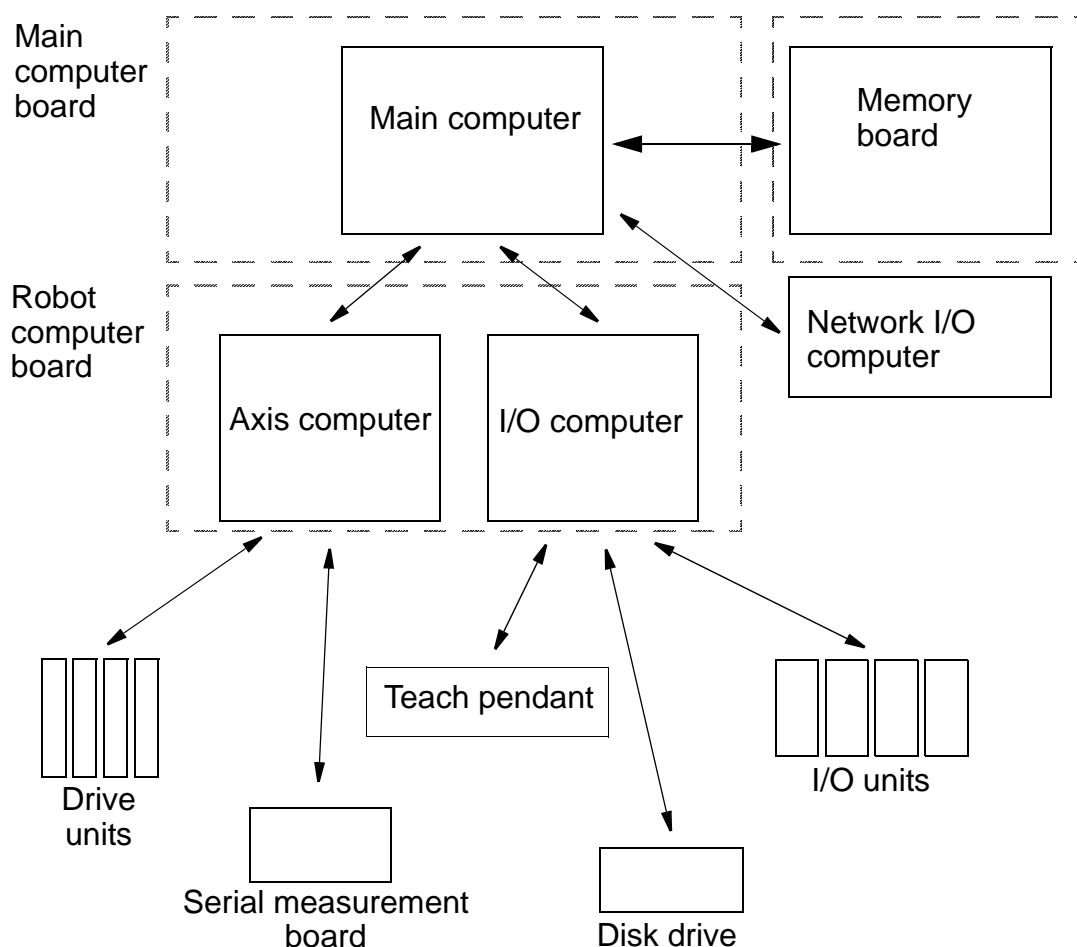 Main
computer
board
Main computer
Memory
board
Robot
computer
board
Network I/O
computer
Axis computer
I/O computer
Teach pendant
I/O units
Drive
units
Serial measurement
board
Disk drive